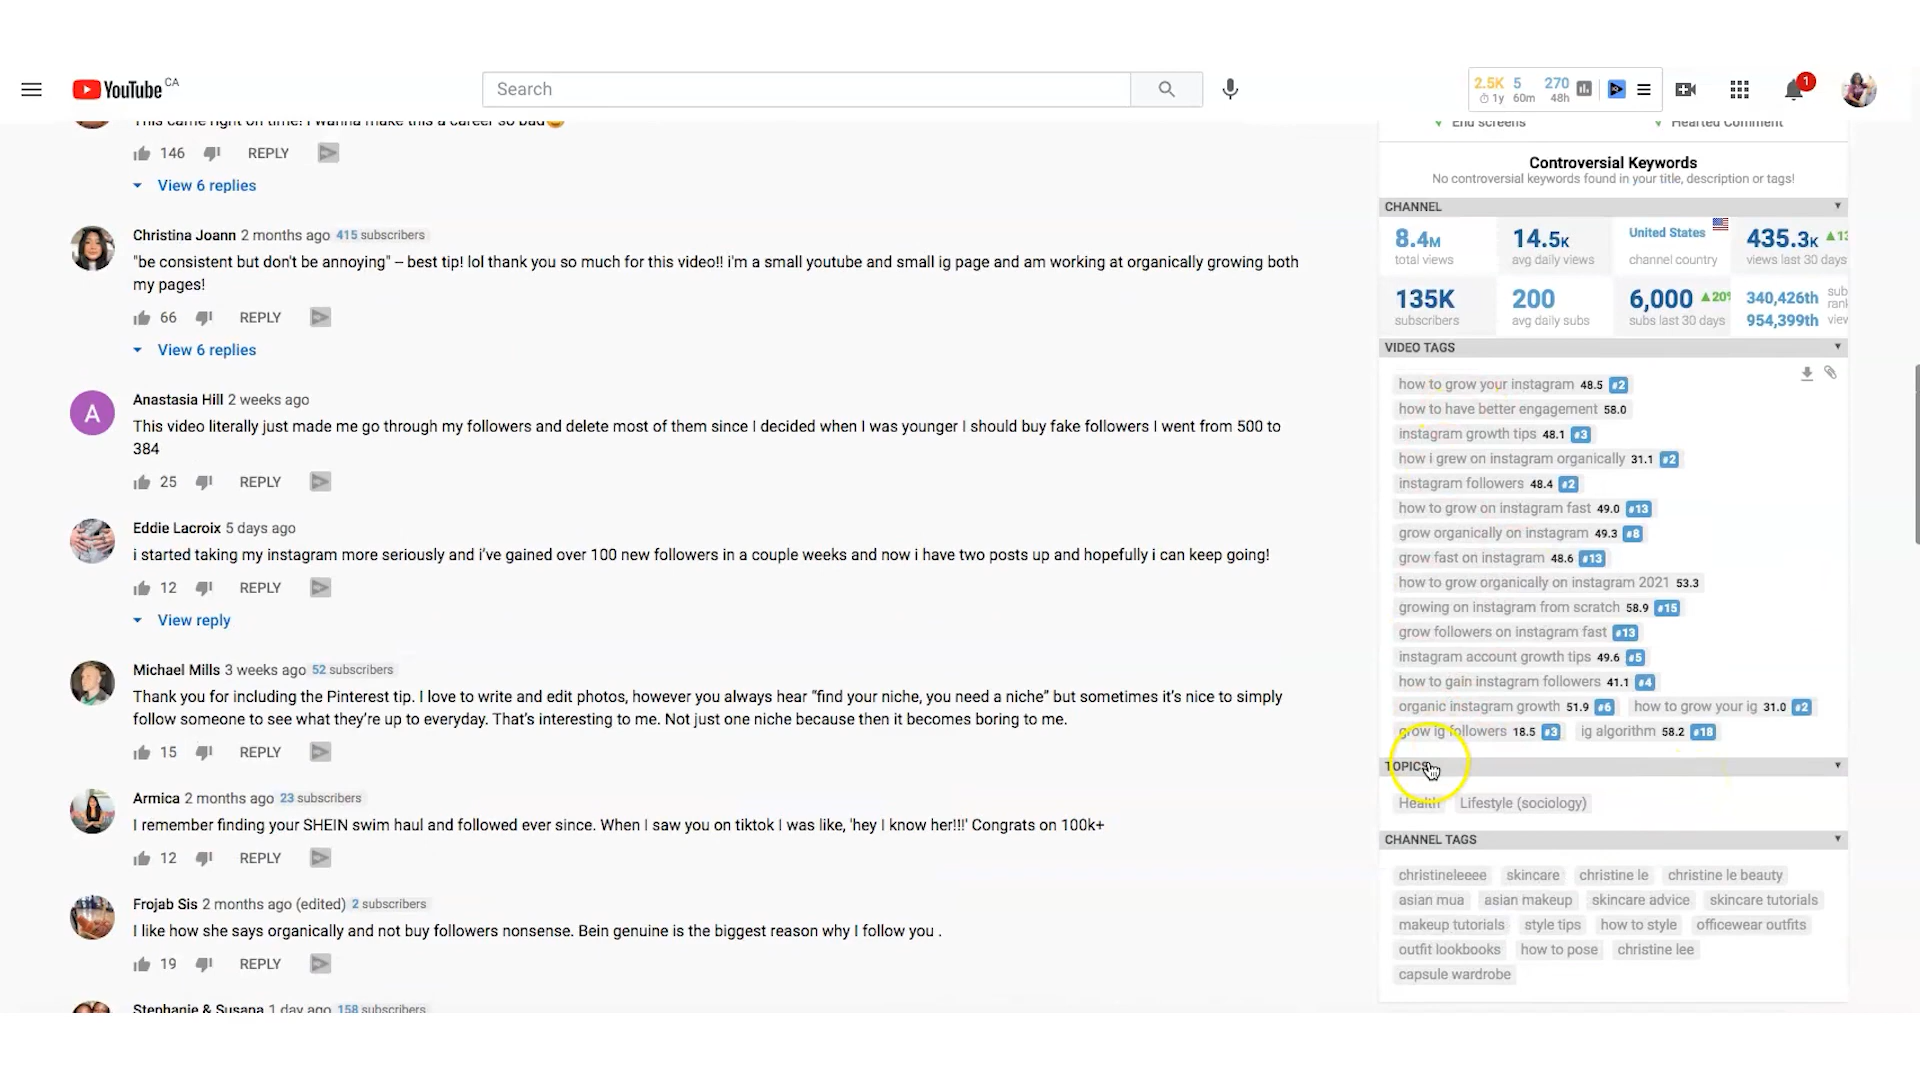 YouTube CA
Search
2.5K 5 270
1y 60m 48h
1
This came right on time! I wanna make this a career so bad
146 REPLY
View 6 replies
Christina Joann 2 months ago 415 subscribers
"be consistent but don't be annoying" – best tip! lol thank you so much for this video!! i'm a small youtube and small ig page and am working at organically growing both
my pages!
66 REPLY
View 6 replies
A
Anastasia Hill 2 weeks ago
This video literally just made me go through my followers and delete most of them since I decided when I was younger I should buy fake followers I went from 500 to
384
25 REPLY
Eddie Lacroix 5 days ago
i started taking my instagram more seriously and i've gained over 100 new followers in a couple weeks and now i have two posts up and hopefully i can keep going!
12 REPLY
View reply
Michael Mills 3 weeks ago 52 subscribers
Thank you for including the Pinterest tip. I love to write and edit photos, however you always hear "find your niche, you need a niche" but sometimes it's nice to simply
follow someone to see what they're up to everyday. That's interesting to me. Not just one niche because then it becomes boring to me.
15 REPLY
Armica 2 months ago 23 subscribers
I remember finding your SHEIN swim haul and followed ever since. When I saw you on tiktok I was like, 'hey I know her!!!' Congrats on 100k+
12 REPLY
Frojab Sis 2 months ago (edited) 2 subscribers
I like how she says organically and not buy followers nonsense. Bein genuine is the biggest reason why I follow you .
19 REPLY
Stephanie & Susana 1 day ago 158 subscribers
End screens Hearted Comment
Controversial Keywords
No controversial keywords found in your title, description or tags!
CHANNEL
8.4M 14.5K United States 435.3K
total views avg daily views channel country views last 30 days
135K 200 6,000 ▲20 340,426th sub rank
subscribers avg daily subs subs last 30 days 954,399th view
VIDEO TAGS
how to grow your instagram 48.5 #2
how to have better engagement 58.0
instagram growth tips 48.1 #3
how i grew on instagram organically 31.1 #2
instagram followers 48.4 #2
how to grow on instagram fast 49.0 #13
grow organically on instagram 49.3 #8
grow fast on instagram 48.6 #13
how to grow organically on instagram 2021 53.3
growing on instagram from scratch 58.9 #15
grow followers on instagram fast #13
instagram account growth tips 49.6 #5
how to gain instagram followers 41.1 #4
organic instagram growth 51.9 #6 how to grow your ig 31.0 #2
grow ig followers 18.5 #3 ig algorithm 58.2 #18
TOPICS
Health Lifestyle (sociology)
CHANNEL TAGS
christineleeee skincare christine le christine le beauty
asian mua asian makeup skincare advice skincare tutorials
makeup tutorials style tips how to style officewear outfits
outfit lookbooks how to pose christine lee
capsule wardrobe